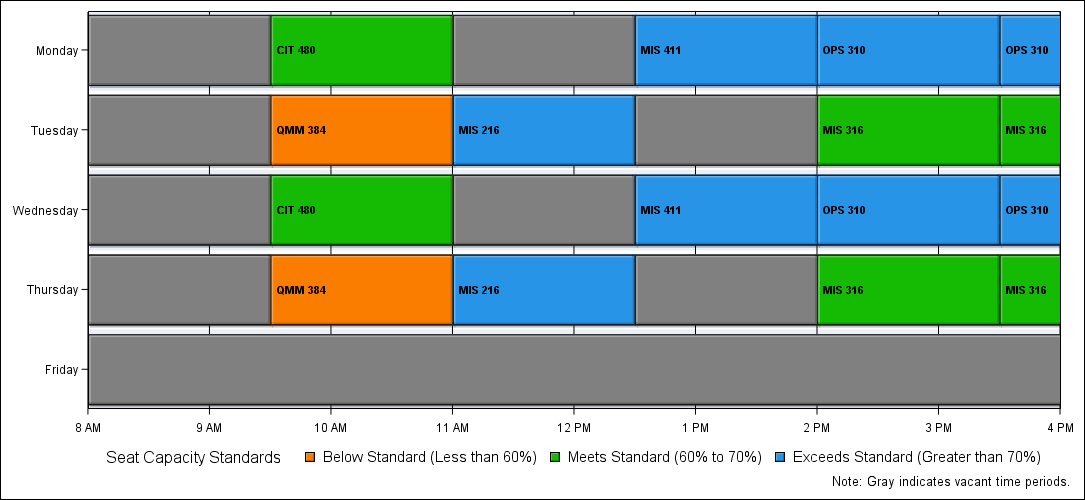 Monday
CIT 480
MIS 411
OPS 310
OPS 310
Tuesday
QMM 384
MIS 216
MIS 316
MIS 316
Wednesday
CIT 480
MIS 411
OPS 310
OPS 310
Thursday
QMM 384
MIS 216
MIS 316
MIS 316
Friday
8 AM 9 AM 10 AM 11 AM 12 PM 1 PM 2 PM 3 PM 4 PM
Seat Capacity Standards Below Standard (Less than 60%) Meets Standard (60% to 70%) Exceeds Standard (Greater than 70%)
Note: Gray indicates vacant time periods.